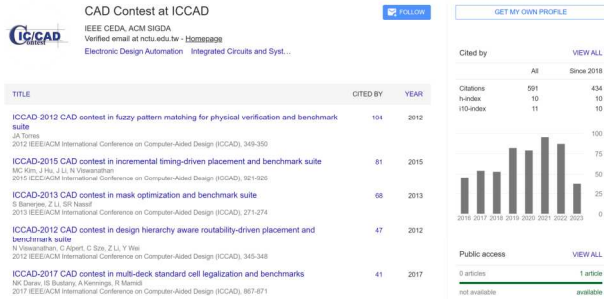 IC/CAD
Contest
CAD Contest at ICCAD
IEEE CEDA, ACM SIGDA
Verified email at nctu.edu.tw - Homepage
Electronic Design Automation Integrated Circuits and Syst...
FOLLOW
TITLE CITED BY YEAR
ICCAD-2012 CAD contest in fuzzy pattern matching for physical verification and benchmark 104 2012
suite
JA Torres
2012 IEEE/ACM International Conference on Computer-Aided Design (ICCAD), 349-350
ICCAD-2015 CAD contest in incremental timing-driven placement and benchmark suite 81 2015
MC Kim, J Hu, J Li, N Viswanathan
2015 IEEE/ACM International Conference on Computer-Aided Design (ICCAD), 921-926
ICCAD-2013 CAD contest in mask optimization and benchmark suite 68 2013
S Banerjee, Z Li, SR Nassif
2013 IEEE/ACM International Conference on Computer-Aided Design (ICCAD), 271-274
ICCAD-2012 CAD contest in design hierarchy aware routability-driven placement and 47 2012
benchmark suite
N Viswanathan, C Alpert, C Sze, Z Li, Y Wei
2012 IEEE/ACM International Conference on Computer-Aided Design (ICCAD), 345-348
ICCAD-2017 CAD contest in multi-deck standard cell legalization and benchmarks 41 2017
NK Darav, IS Bustany, A Kennings, R Mamidi
2017 IEEE/ACM International Conference on Computer-Aided Design (ICCAD), 867-871
GET MY OWN PROFILE
Cited by VIEW ALL
All Since 2018
Citations 591 434
h-index 10 10
i10-index 11 10
100
75
50
25
0
2016 2017 2018 2019 2020 2021 2022 2023
Public access VIEW ALL
0 articles 1 article
not available available